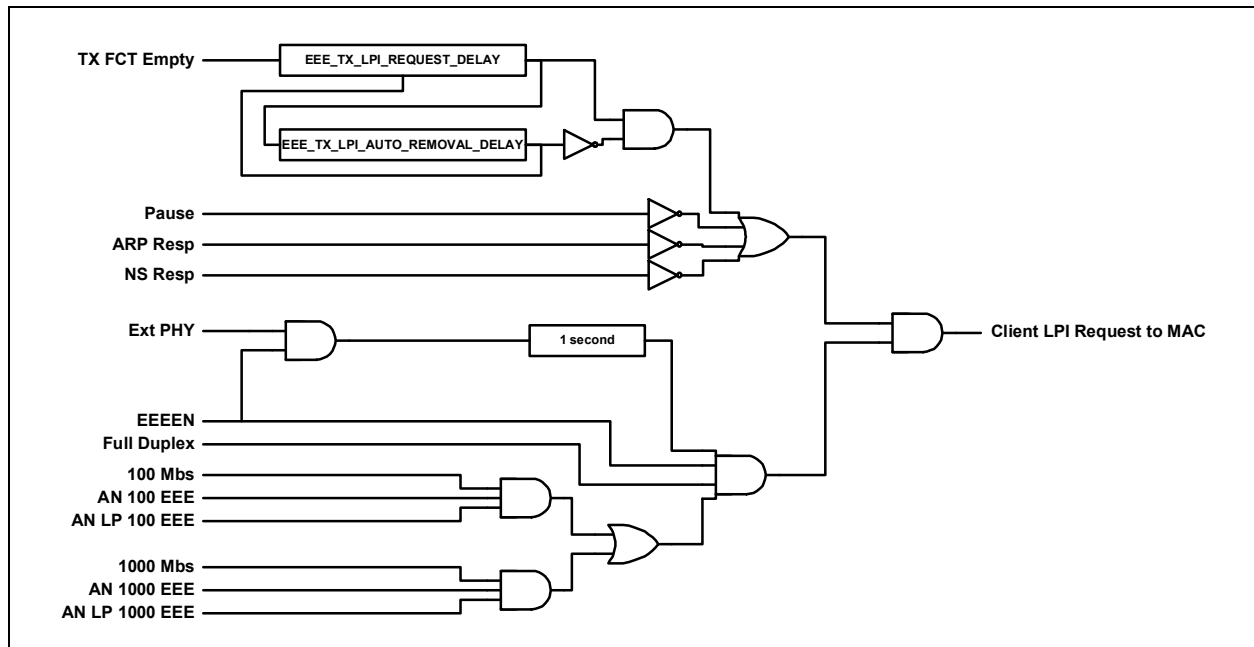 TX FCT Empty
EEE_TX_LPI_REQUEST_DELAY
EEE_TX_LPI_AUTO_REMOVAL_DELAY
Pause
ARP Resp
NS Resp
Ext PHY
1 second
Client LPI Request to MAC
EEEEN
Full Duplex
100 Mbs
AN 100 EEE
AN LP 100 EEE
1000 Mbs
AN 1000 EEE
AN LP 1000 EEE